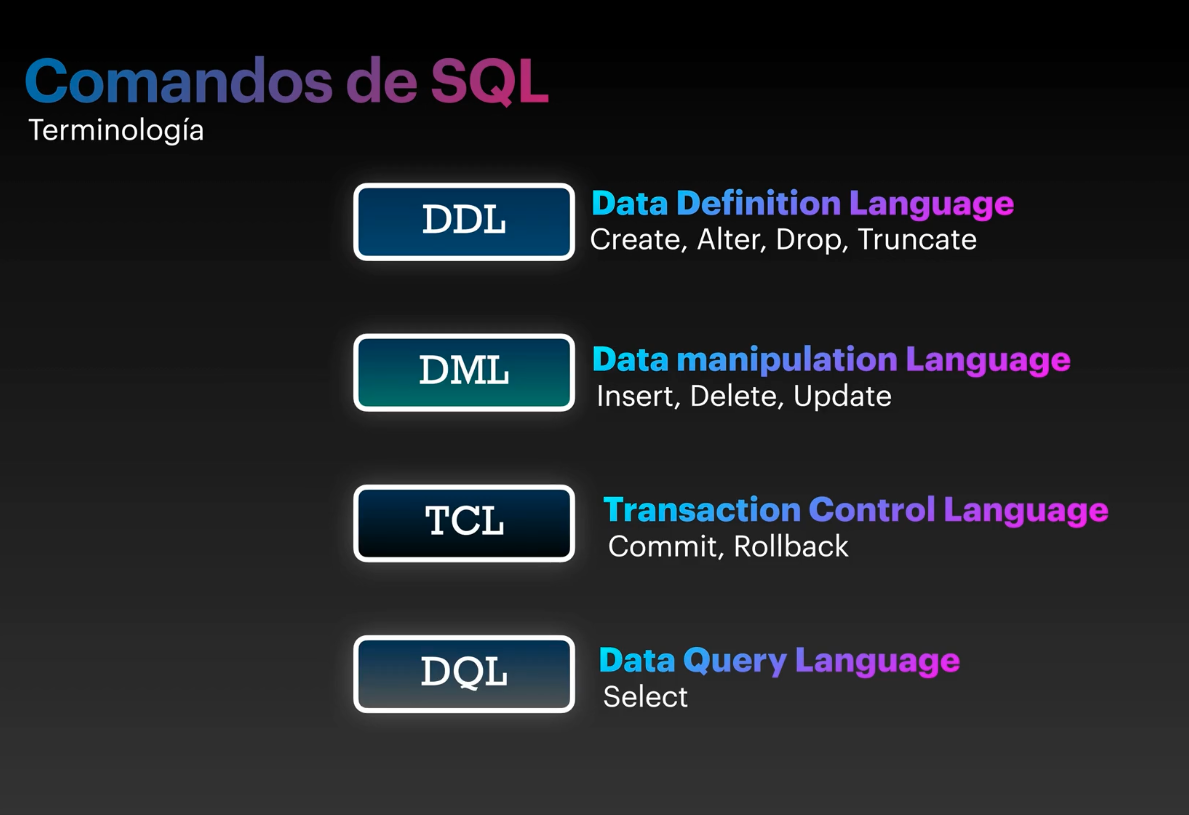 Comandos de SQL
Terminología
DDL
Data Definition Language
Create, Alter, Drop, Truncate
DML
Data manipulation Language
Insert, Delete, Update
TCL
Transaction Control Language
Commit, Rollback
DQL
Data Query Language
Select